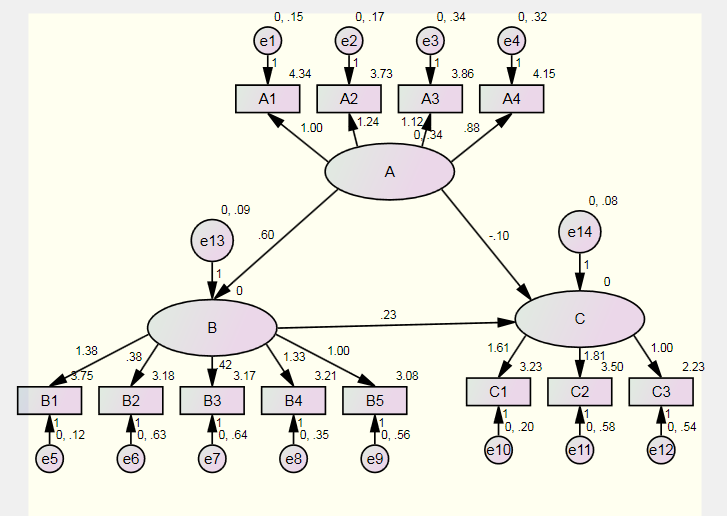 0, .15
0, .17
0, .34
0, .32
e1
e2
e3
e4
1
1
1
1
4.34
3.73
3.86
4.15
A1
A2
A3
A4
1.00
1.24
1.12
.88
0, .34
A
0, .09
0, .08
e13
e14
.60
-.10
1
0
1
0
B
.23
C
1.38
.38
.42
1.33
1.00
1.61
1.81
1.00
3.75
3.18
3.17
3.21
3.08
3.23
3.50
2.23
B1
B2
B3
B4
B5
C1
C2
C3
1
1
1
1
1
1
1
1
0, .12
0, .63
0, .64
0, .35
0, .56
0, .20
0, .58
0, .54
e5
e6
e7
e8
e9
e10
e11
e12